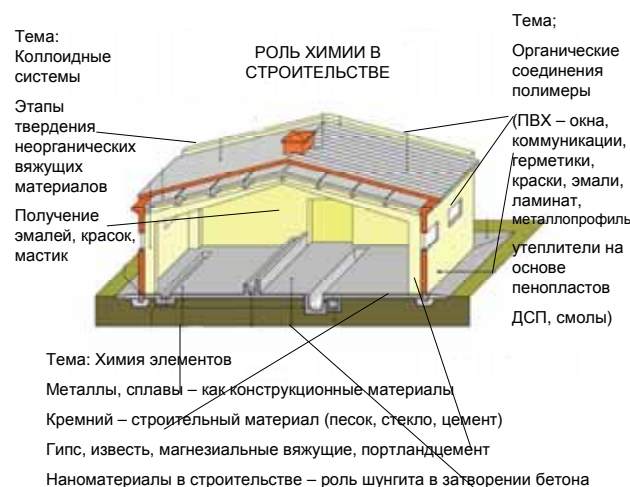 Тема:
Коллоидные
системы
Этапы
твердения
неорганических
вяжущих
материалов
Получение
эмалей, красок,
мастик
РОЛЬ ХИМИИ В
СТРОИТЕЛЬСТВЕ
Тема;
Органические
соединения
полимеры
(ПВХ – окна,
коммуникации,
герметики,
краски, эмали,
ламинат,
металлопрофиль
утеплители на
основе
пенопластов
ДСП, смолы)
Тема: Химия элементов
Металлы, сплавы – как конструкционные материалы
Кремний – строительный материал (песок, стекло, цемент)
Гипс, известь, магнезиальные вяжущие, портландцемент
Наноматериалы в строительстве – роль шунгита в затворении бетона